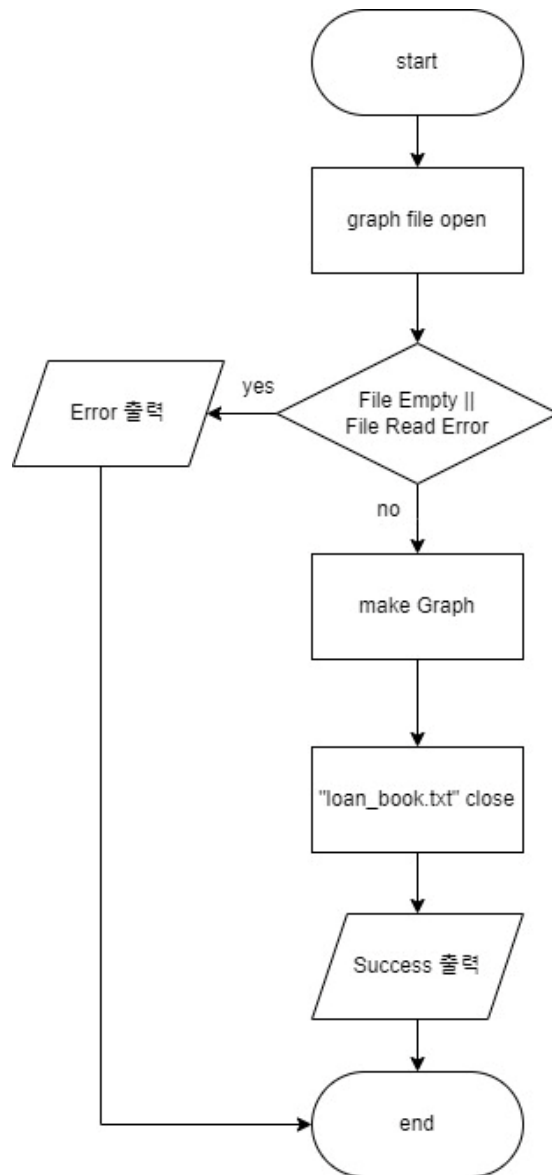 start
graph file open
File Empty ||
File Read Error
yes
Error 출력
no
make Graph
"loan_book.txt" close
Success 출력
end